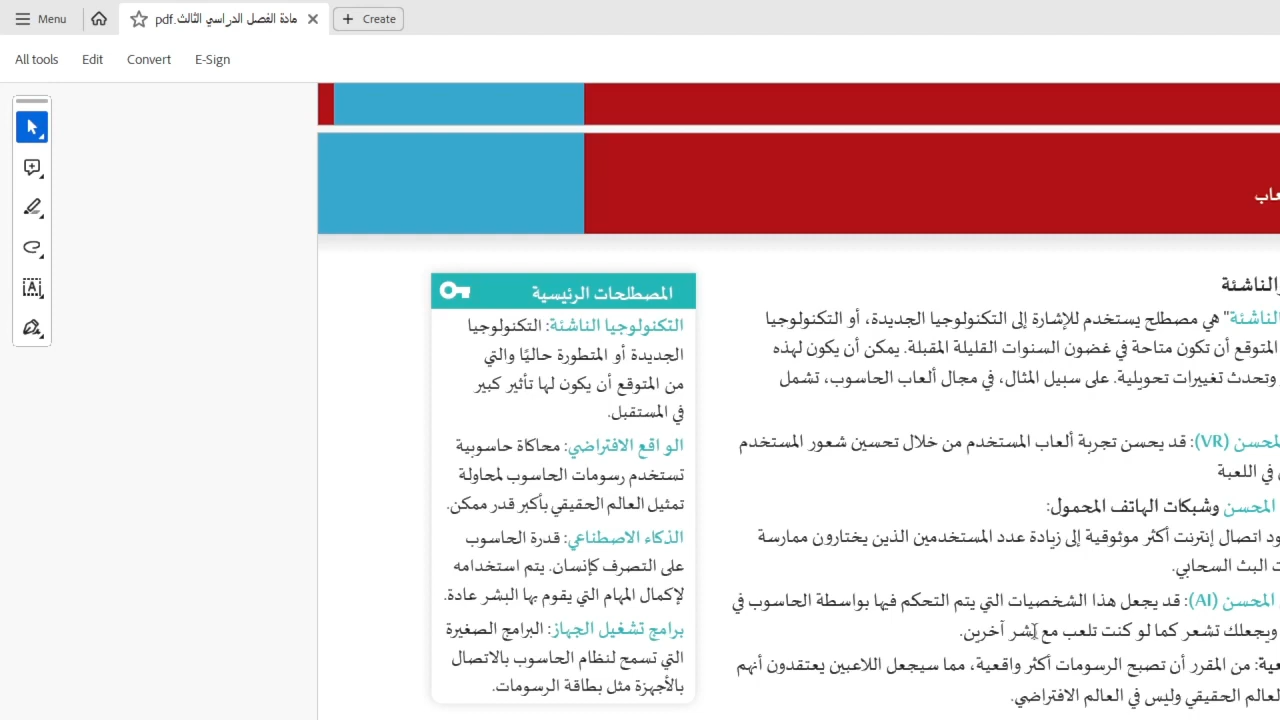 Menu
مادة الفصل الدراسي الثالث.pdf
Create
All tools
Edit
Convert
E-Sign
الناشئة
الناشئة" هي مصطلح يستخدم للإشارة إلى التكنولوجيا الجديدة، أو التكنولوجيا
المتوقع أن تكون متاحة في غضون السنوات القليلة المقبلة. يمكن أن يكون لهذه
وتحدث تغييرات تحويلية. على سبيل المثال، في مجال ألعاب الحاسوب، تشمل
المحسن (VR): قد يحسن تجربة ألعاب المستخدم من خلال تحسين شعور المستخدم
في اللعبة
المحسن وشبكات الهاتف المحمول:
اتصال إنترنت أكثر موثوقية إلى زيادة عدد المستخدمين الذين يختارون ممارسة
البث السحابي.
المحسن (AI): قد يجعل هذا الشخصيات التي يتم التحكم فيها بواسطة الحاسوب في
ويجعلك تشعر كما لو كنت تلعب مع بشر آخرين.
من المقرر أن تصبح الرسومات أكثر واقعية، مما سيجعل اللاعبين يعتقدون أنهم
العالم الحقيقي وليس في العالم الافتراضي.
المصطلحات الرئيسية
التكنولوجيا الناشئة: التكنولوجيا
الجديدة أو المتطورة حاليًا والتي
من المتوقع أن يكون لها تأثير كبير
في المستقبل.
الواقع الافتراضي: محاكاة حاسوبية
تستخدم رسومات الحاسوب لمحاولة
تمثيل العالم الحقيقي بأكبر قدر ممكن.
الذكاء الاصطناعي: قدرة الحاسوب
على التصرف كإنسان. يتم استخدامه
لإكمال المهام التي يقوم بها البشر عادة.
برامج تشغيل الجهاز: البرامج الصغيرة
التي تسمح لنظام الحاسوب بالاتصال
بالأجهزة مثل بطاقة الرسومات.